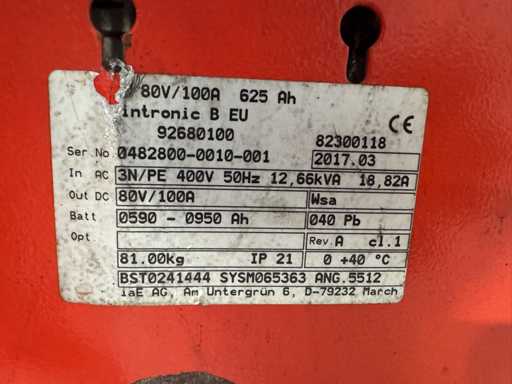 80V/100A 625 Ah
intronic B EU
92680100 82300118
CE
Ser No. 0482800-0010-001 2017.03
In AC 3N/PE 400V 50Hz 12,66kVA 18,82A
Out DC 80V/100A Wsa
Batt 0590 - 0950 Ah 040 Pb
Opt Rev. A cl.1
81.00kg IP 21 0 +40 °C
BST0241444 SYSM065363 ANG.5512
iaE AG, Am Untergrün 6, D-79232 March